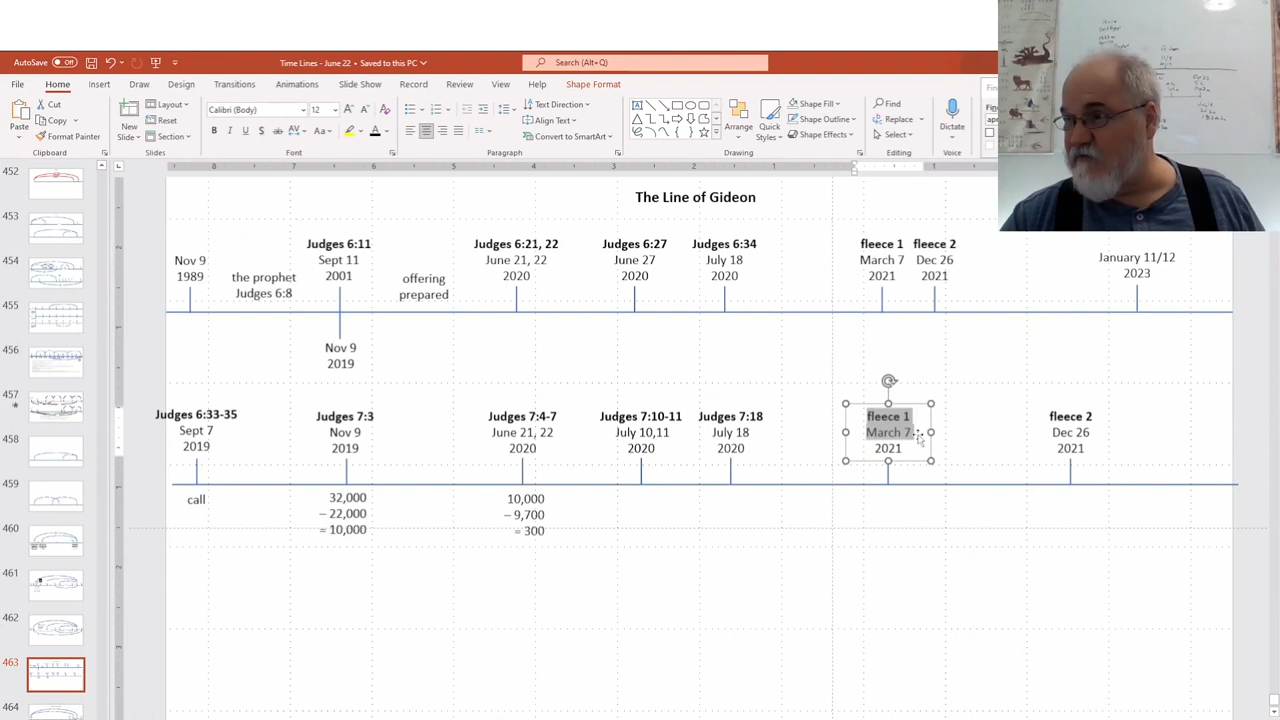 AutoSave
Off
Time Lines - June 22 - Saved to this PC
Search (Alt+Q)
File
Home
Insert
Draw
Design
Transitions
Animations
Slide Show
Record
Review
View
Help
Shape Format
Paste
Cut
Copy
Format Painter
Clipboard
New
Slide
Layout
Reset
Section
Slides
Calibri (Body)
12
Font
Text Direction
Align Text
Convert to SmartArt
Paragraph
Arrange
Quick
Styles
Shape Fill
Shape Outline
Shape Effects
Drawing
Find
Replace
Select
Editing
Dictate
Voice
452
453
454
455
456
457
458
459
460
461
462
463
464
The Line of Gideon
Nov 9
1989
the prophet
Judges 6:8
Judges 6:11
Sept 11
2001
offering
prepared
Judges 6:21, 22
June 21, 22
2020
Judges 6:27
June 27
2020
Judges 6:34
July 18
2020
fleece 1
March 7
2021
fleece 2
Dec 26
2021
January 11/12
2023
Nov 9
2019
Judges 6:33-35
Sept 7
2019
Judges 7:3
Nov 9
2019
Judges 7:4-7
June 21, 22
2020
Judges 7:10-11
July 10,11
2020
Judges 7:18
July 18
2020
fleece 1
March 7
2021
fleece 2
Dec 26
2021
call
32,000
– 22,000
= 10,000
10,000
– 9,700
= 300